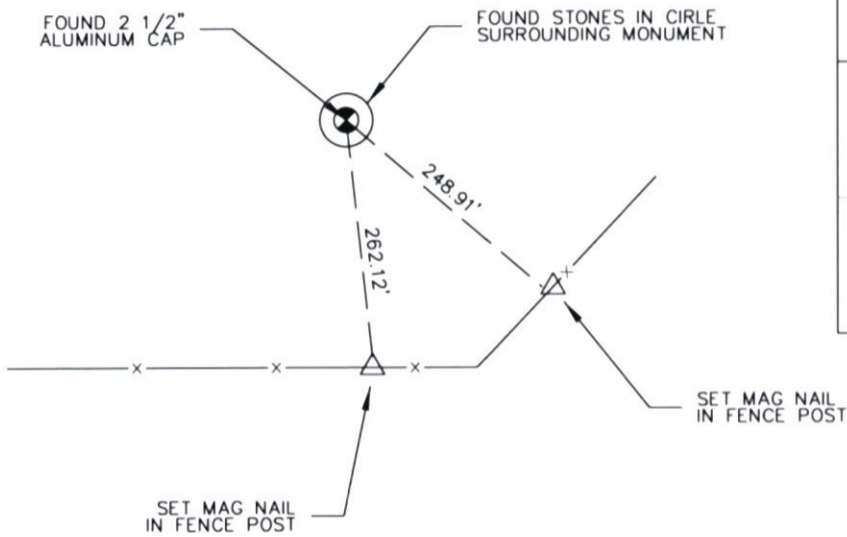 FOUND 2 1/2"
ALUMINUM CAP
FOUND STONES IN CIRLE
SURROUNDING MONUMENT
248.91'
262.12'
x
x
x
x
SET MAG NAIL
IN FENCE POST
SET MAG NAIL
IN FENCE POST